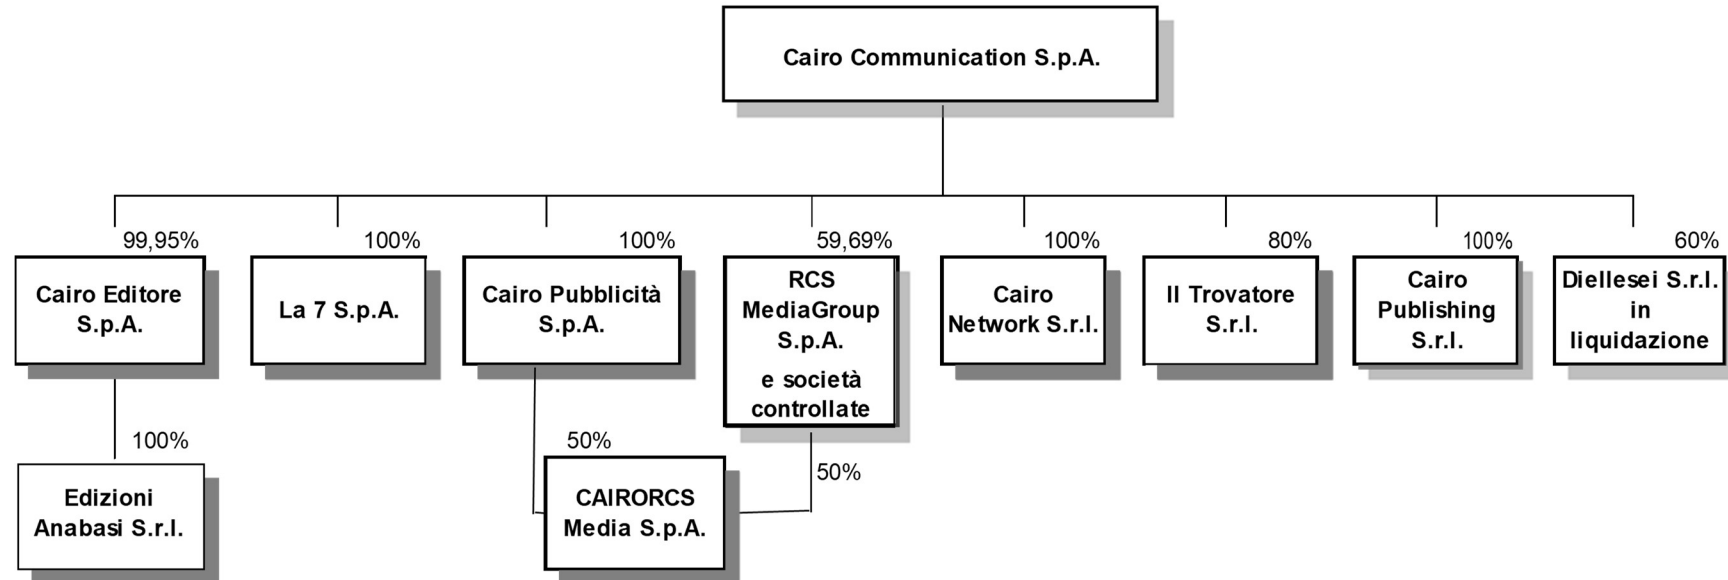 Cairo Communication S.p.A.
99,95%
100%
100%
59,69%
100%
80%
100%
60%
Cairo Editore
S.p.A.
La 7 S.p.A.
Cairo Pubblicità
S.p.A.
RCS
MediaGroup
S.p.A.
e società
controllate
Cairo
Network S.r.l.
Il Trovatore
S.r.l.
Cairo
Publishing
S.r.l.
Diellesei S.r.l.
in
liquidazione
100%
50%
50%
Edizioni
Anabasi S.r.l.
CAIRORCS
Media S.p.A.